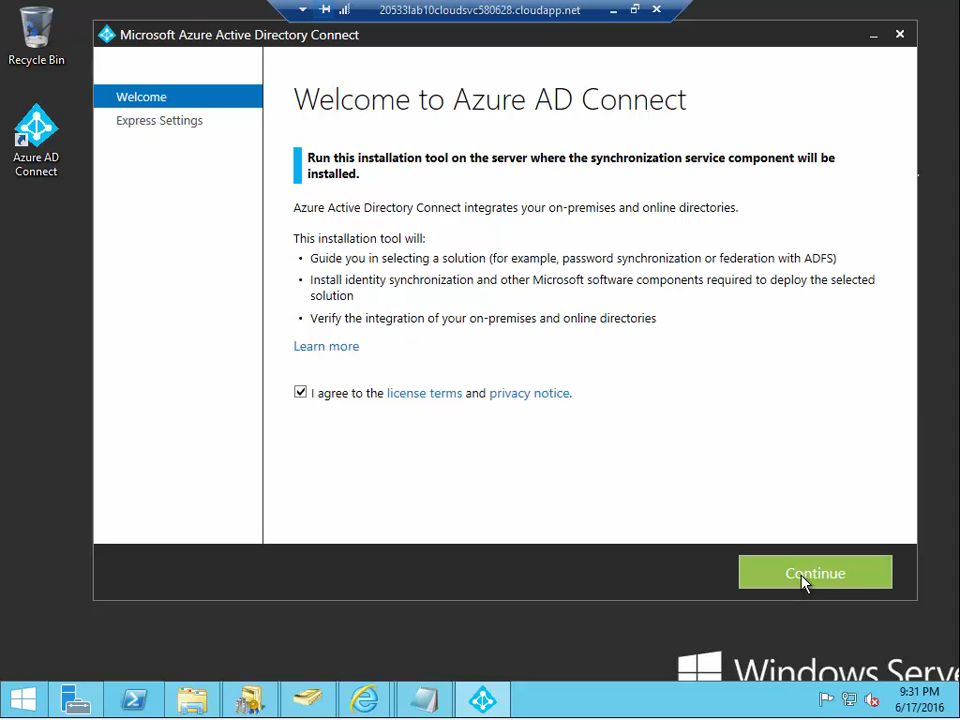 20533lab10cloudsvc580628.cloudapp.net
Recycle Bin
Azure AD
Connect
Microsoft Azure Active Directory Connect
Welcome
Express Settings
Welcome to Azure AD Connect
Run this installation tool on the server where the synchronization service component will be
installed.
Azure Active Directory Connect integrates your on-premises and online directories.
This installation tool will:
• Guide you in selecting a solution (for example, password synchronization or federation with ADFS)
• Install identity synchronization and other Microsoft software components required to deploy the selected
solution
• Verify the integration of your on-premises and online directories
Learn more
I agree to the license terms and privacy notice.
Continue
Windows Serve
9:31 PM
6/17/2016